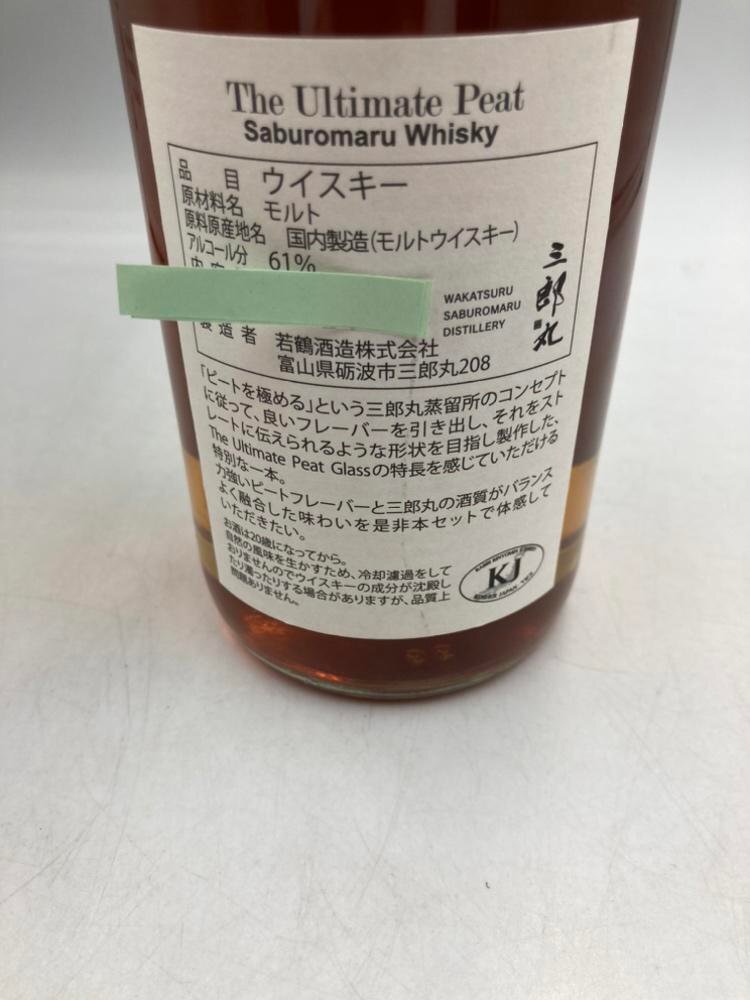 The Ultimate Peat
Saburomaru Whisky
品 目 ウイスキー
原材料名 モルト
原料原産地名 国内製造(モルトウイスキー)
アルコール分 61%
WAKATSURU
SABUROMARU
DISTILLERY
三郎丸
製造者 若鶴酒造株式会社
富山県砺波市三郎丸208
「ピートを極める」という三郎丸蒸留所のコンセプト
に従って、良いフレーバーを引き出し、それをスト
レートに伝えられるような形状を目指し製作した、
The Ultimate Peat Glassの特長を感じていただける
特別な一本。
力強いピートフレーバーと三郎丸の酒質がバランス
よく融合した味わいを是非本セットで体感して
いただきたい。
お酒は20歳になってから。
自然の風味を生かすため、冷却濾過をして
おりませんのでウイスキーの成分が沈殿し
たり濁ったりする場合がありますが、品質上
問題ありません。
KJ